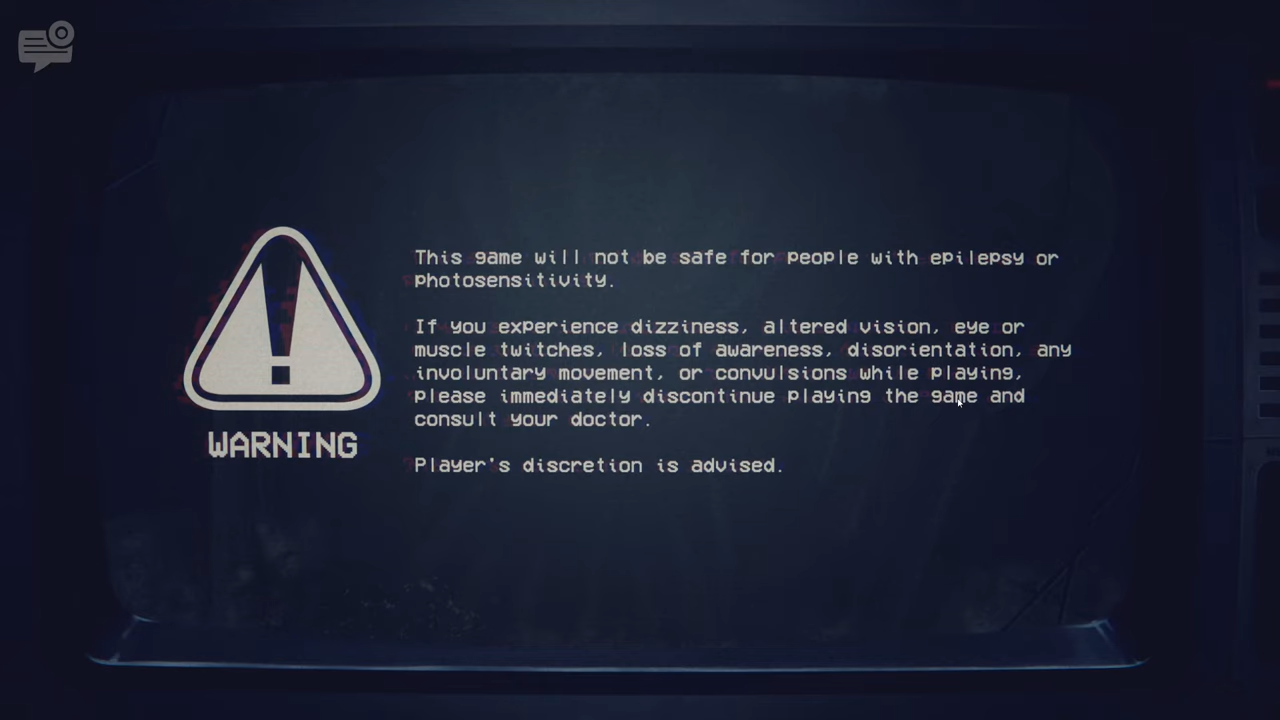 This game will not be safe for people with epilepsy or
photosensitivity.
If you experience dizziness, altered vision, eye or
muscle twitches, loss of awareness, disorientation, any
involuntary movement, or convulsions while playing,
please immediately discontinue playing the game and
consult your doctor.
Player's discretion is advised.
WARNING